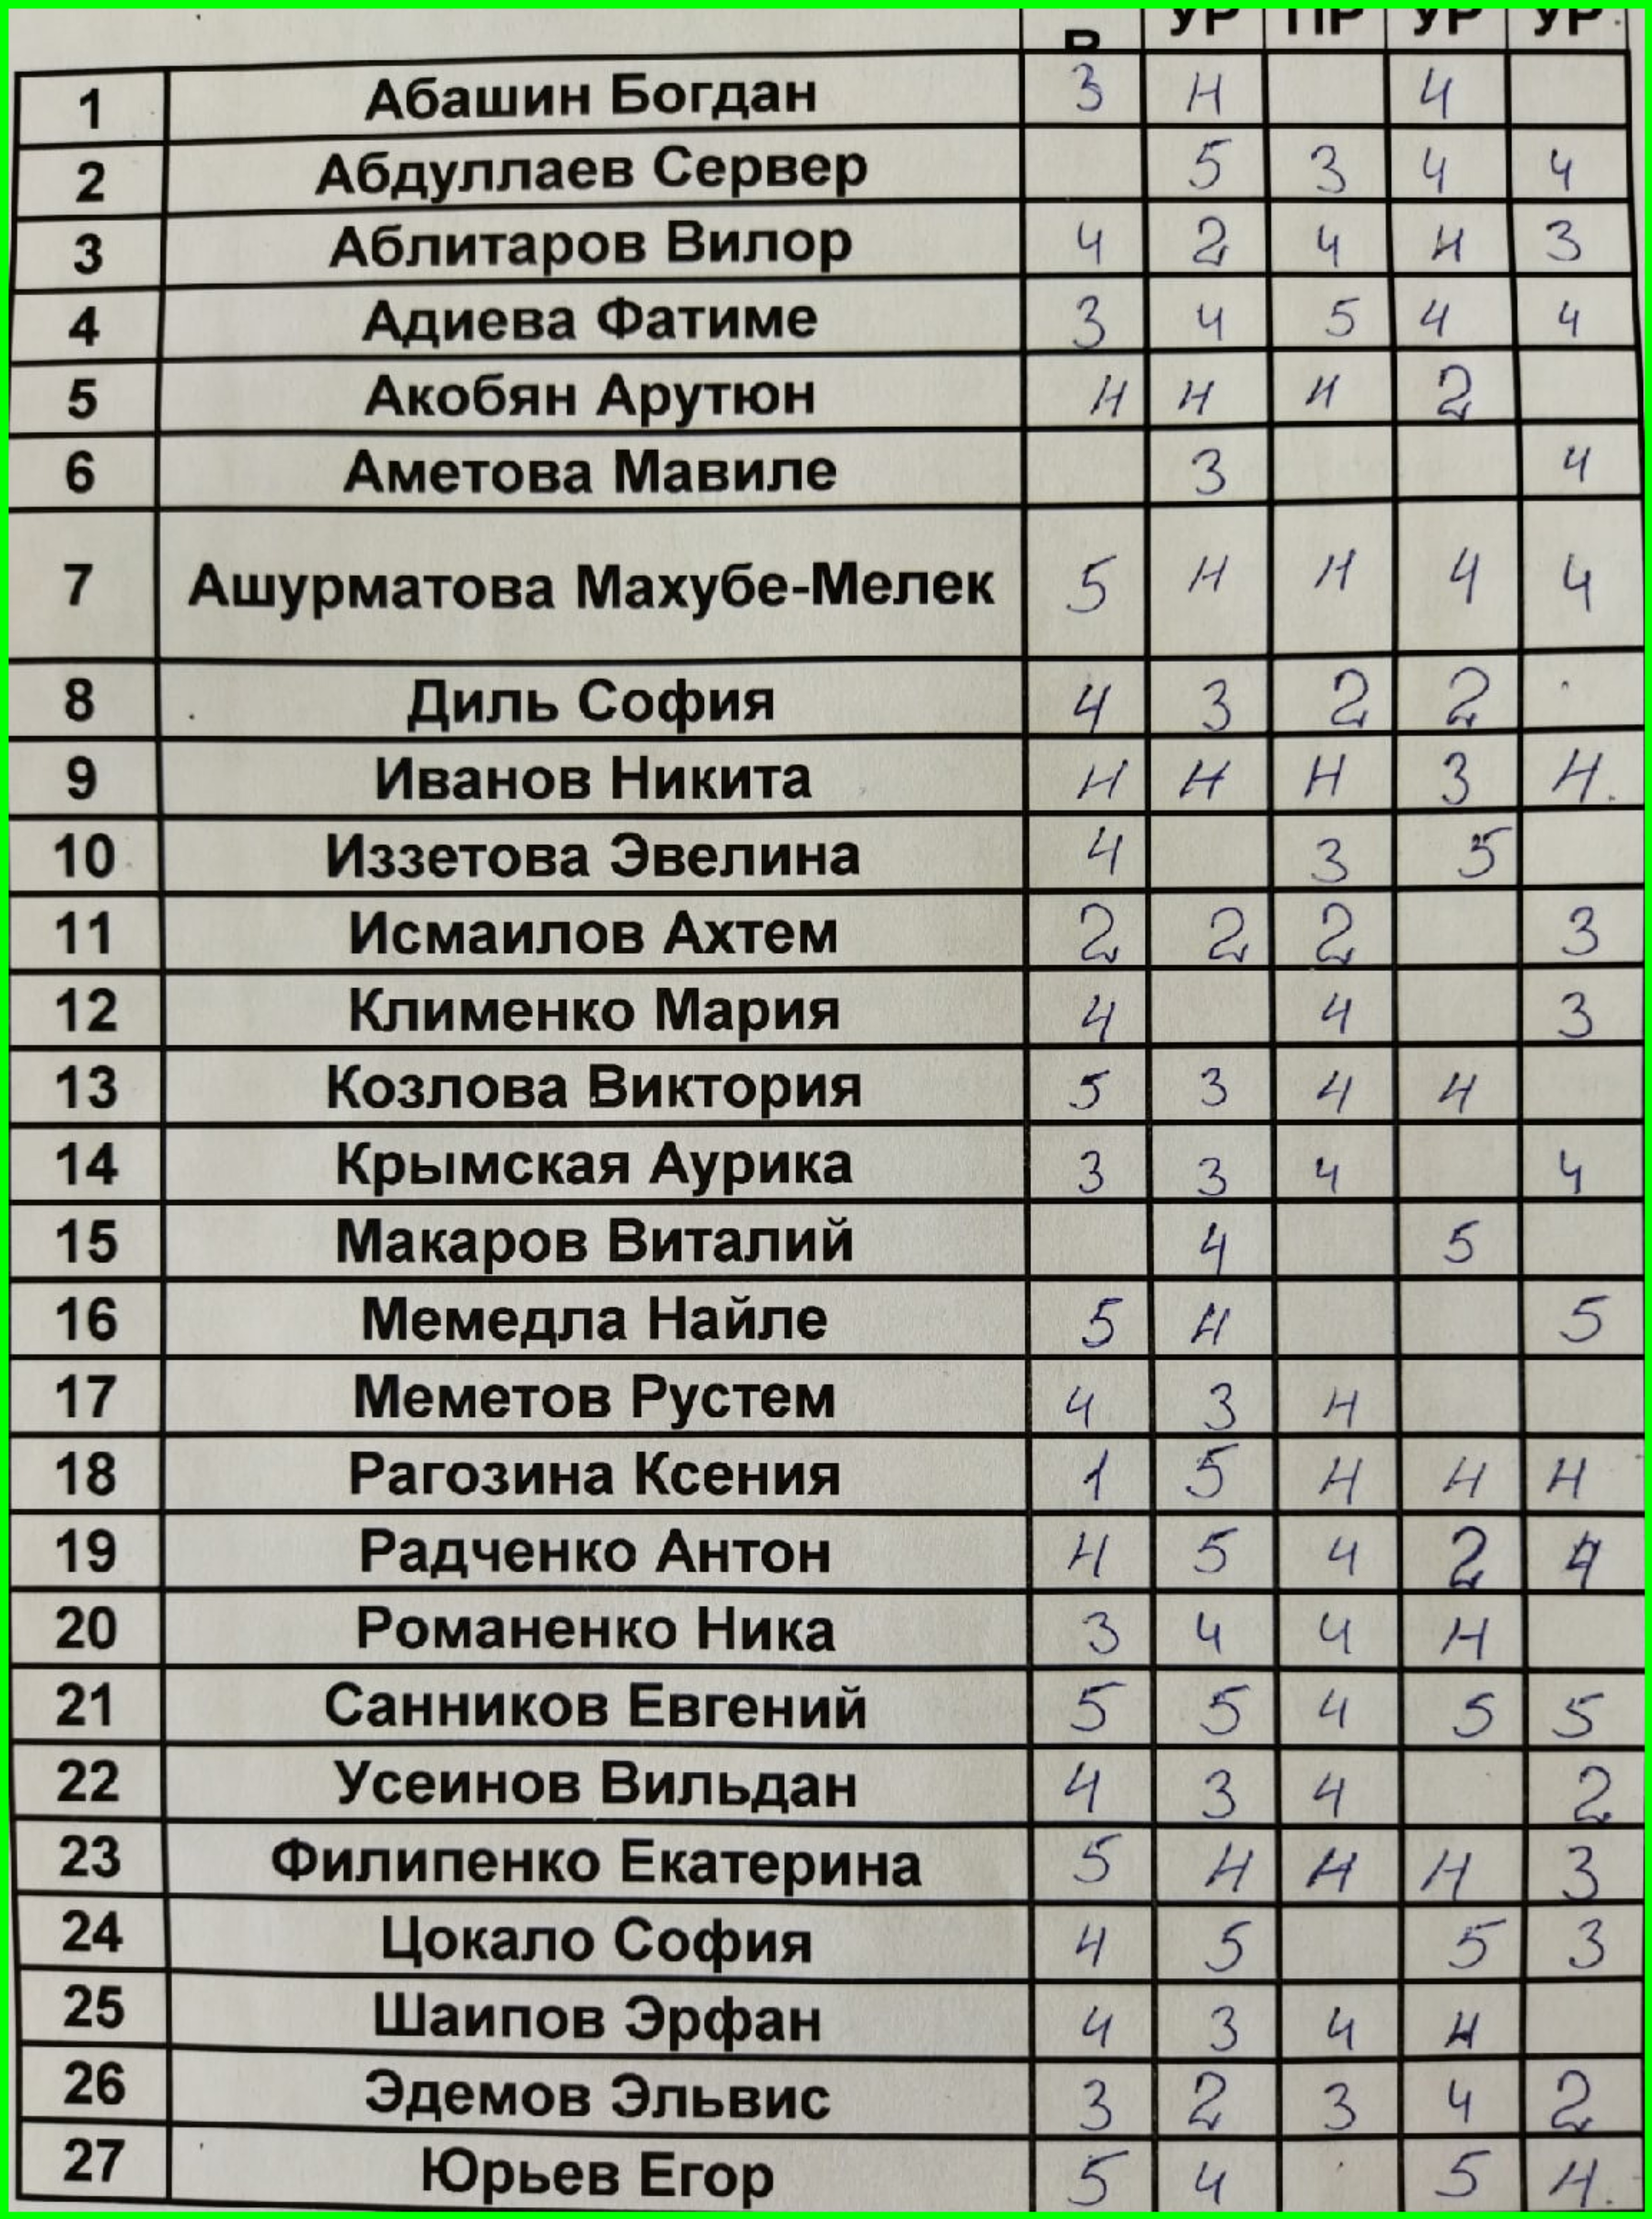 В УР ПР УР УР
1 Абашин Богдан 3 Н 4
2 Абдуллаев Сервер 5 3 4 4
3 Аблитаров Вилор 4 2 4 Н 3
4 Адиева Фатиме 3 4 5 4 4
5 Акобян Арутюн Н Н Н 2
6 Аметова Мавиле 3 4
7 Ашурматова Махубе-Мелек 5 Н Н 4 4
8 Диль София 4 3 2 2
9 Иванов Никита Н Н Н 3 Н
10 Иззетова Эвелина 4 3 5
11 Исмаилов Ахтем 2 2 2 3
12 Клименко Мария 4 4 3
13 Козлова Виктория 5 3 4 4
14 Крымская Аурика 3 3 4 4
15 Макаров Виталий 4 5
16 Мемедла Найле 5 4 5
17 Меметов Рустем 4 3 Н
18 Рагозина Ксения 1 5 Н Н Н
19 Радченко Антон Н 5 4 2 4
20 Романенко Ника 3 4 4 Н
21 Санников Евгений 5 5 4 5 5
22 Усеинов Вильдан 4 3 4 2
23 Филипенко Екатерина 5 Н Н Н 3
24 Цокало София 4 5 5 3
25 Шаипов Эрфан 4 3 4 4
26 Эдемов Эльвис 3 2 3 4 2
27 Юрьев Егор 5 4 5 Н